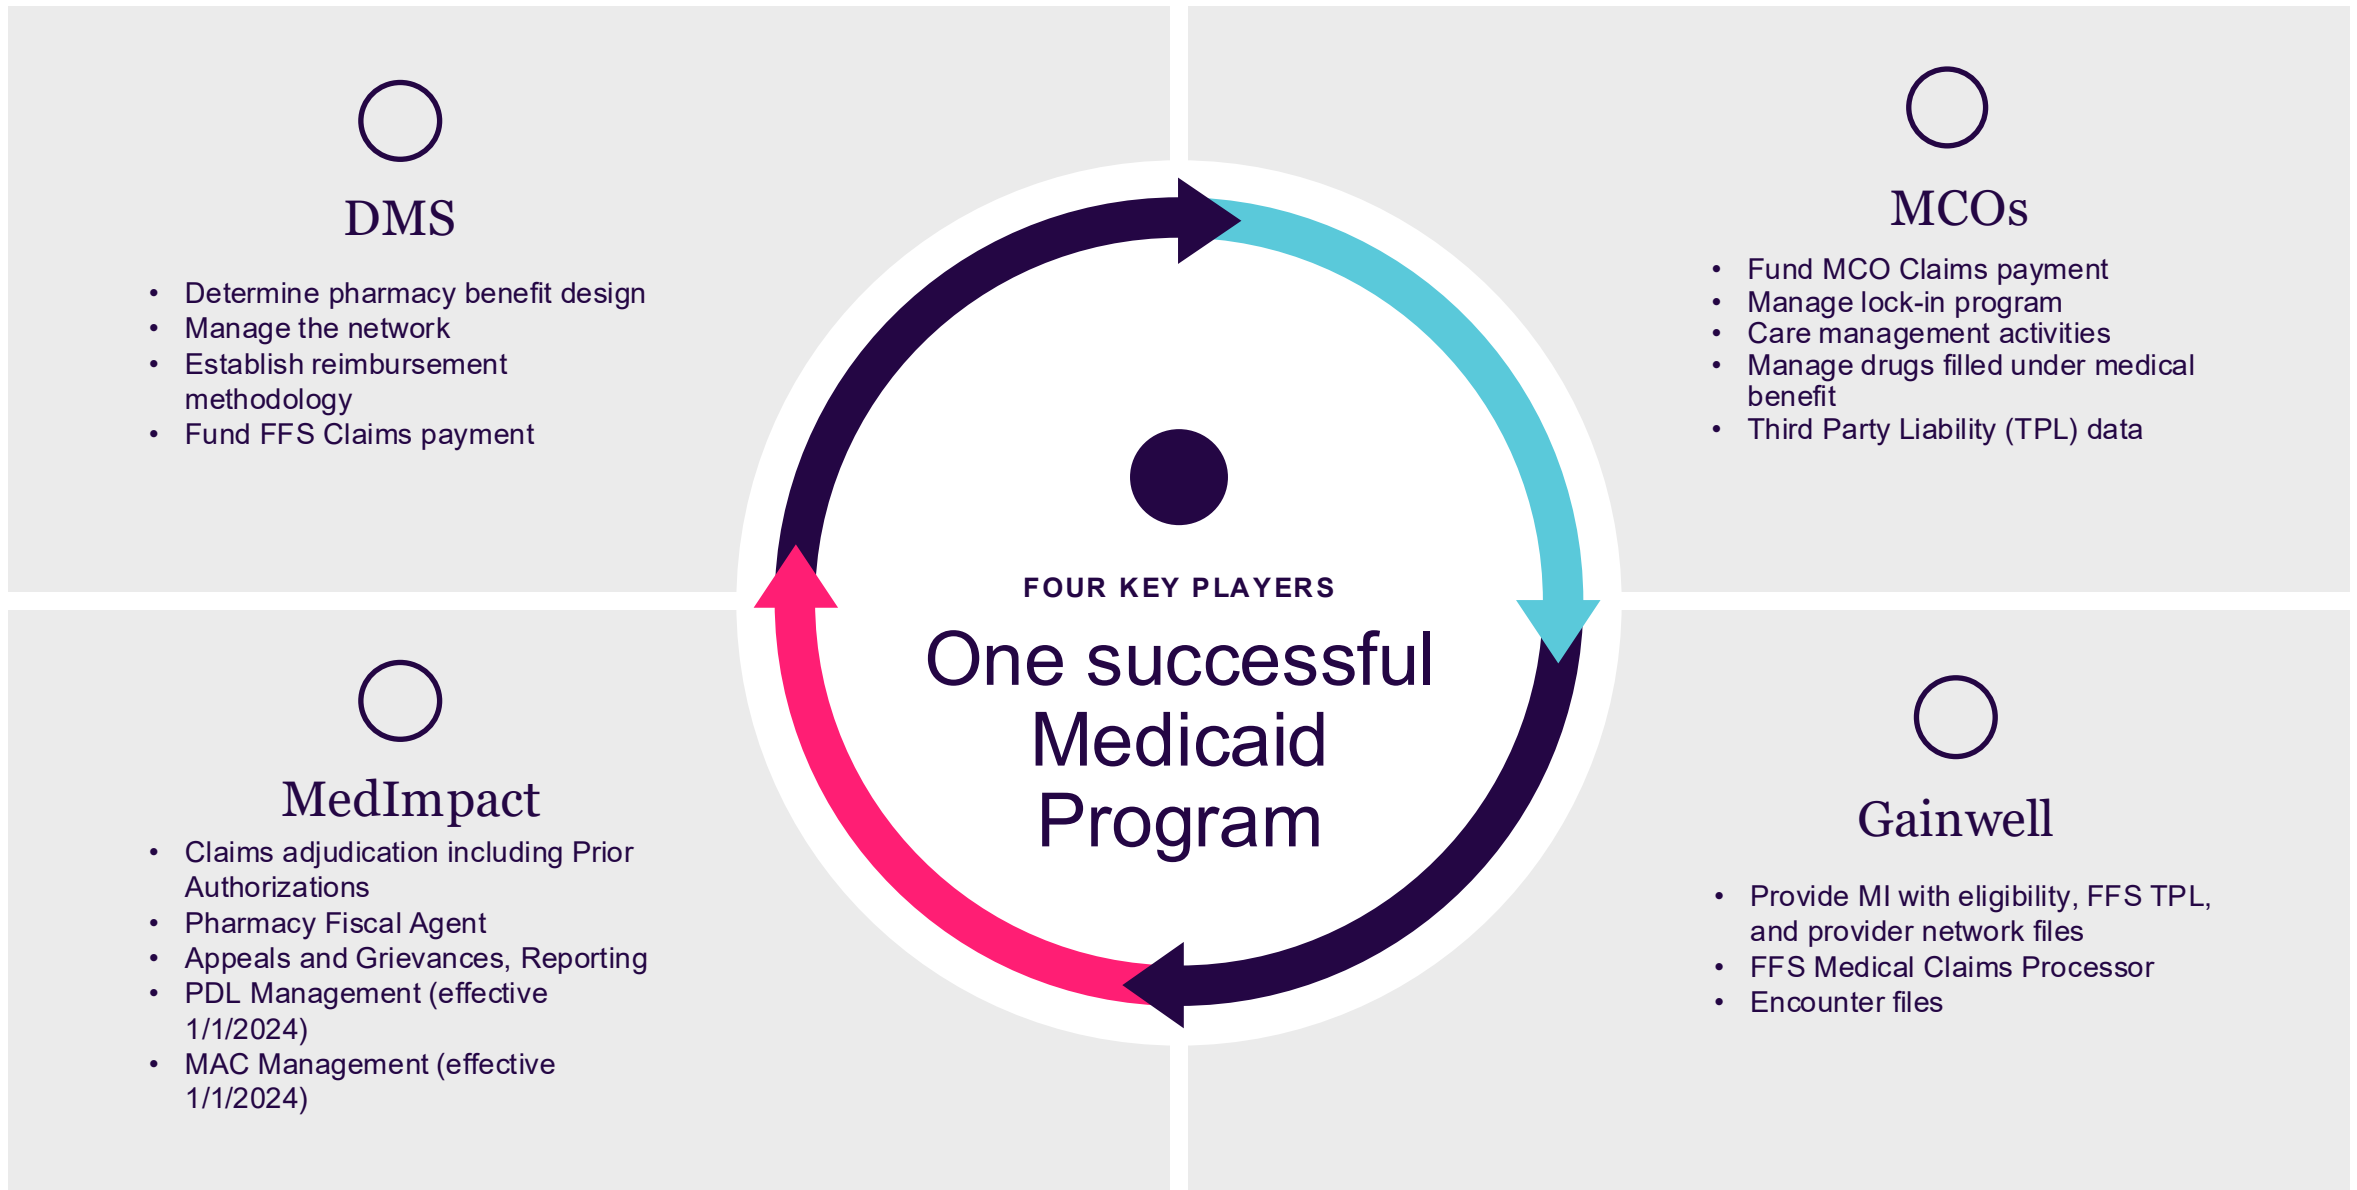 DMS
• Determine pharmacy benefit design
• Manage the network
• Establish reimbursement
methodology
• Fund FFS Claims payment
MCOs
• Fund MCO Claims payment
• Manage lock-in program
• Care management activities
• Manage drugs filled under medical
benefit
• Third Party Liability (TPL) data
FOUR KEY PLAYERS
One successful
Medicaid
Program
MedImpact
• Claims adjudication including Prior
Authorizations
• Pharmacy Fiscal Agent
• Appeals and Grievances, Reporting
• PDL Management (effective
1/1/2024)
• MAC Management (effective
1/1/2024)
Gainwell
• Provide MI with eligibility, FFS TPL,
and provider network files
• FFS Medical Claims Processor
• Encounter files